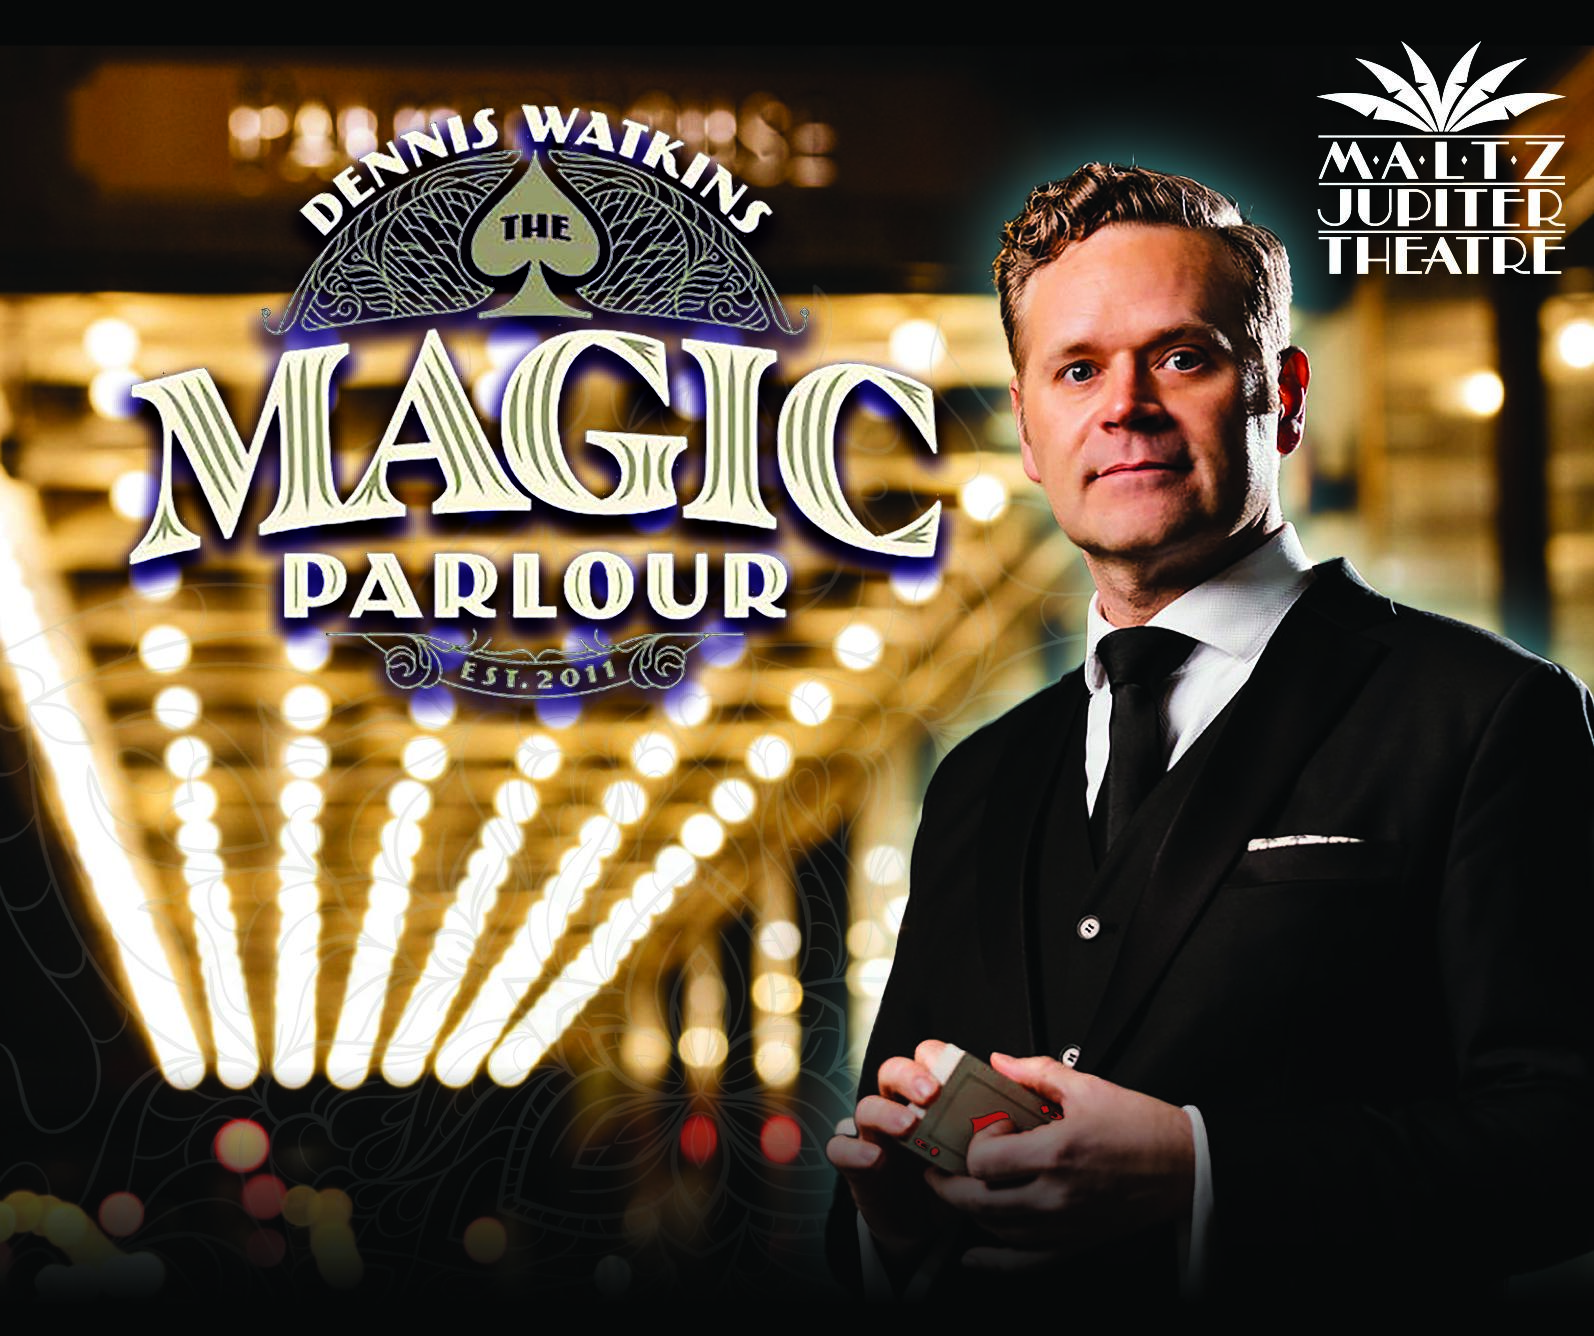 DENNIS WATKINS
THE
MAGIC
PARLOUR
EST. 2011
M·A·L·T·Z
JUPITER
THEATRE